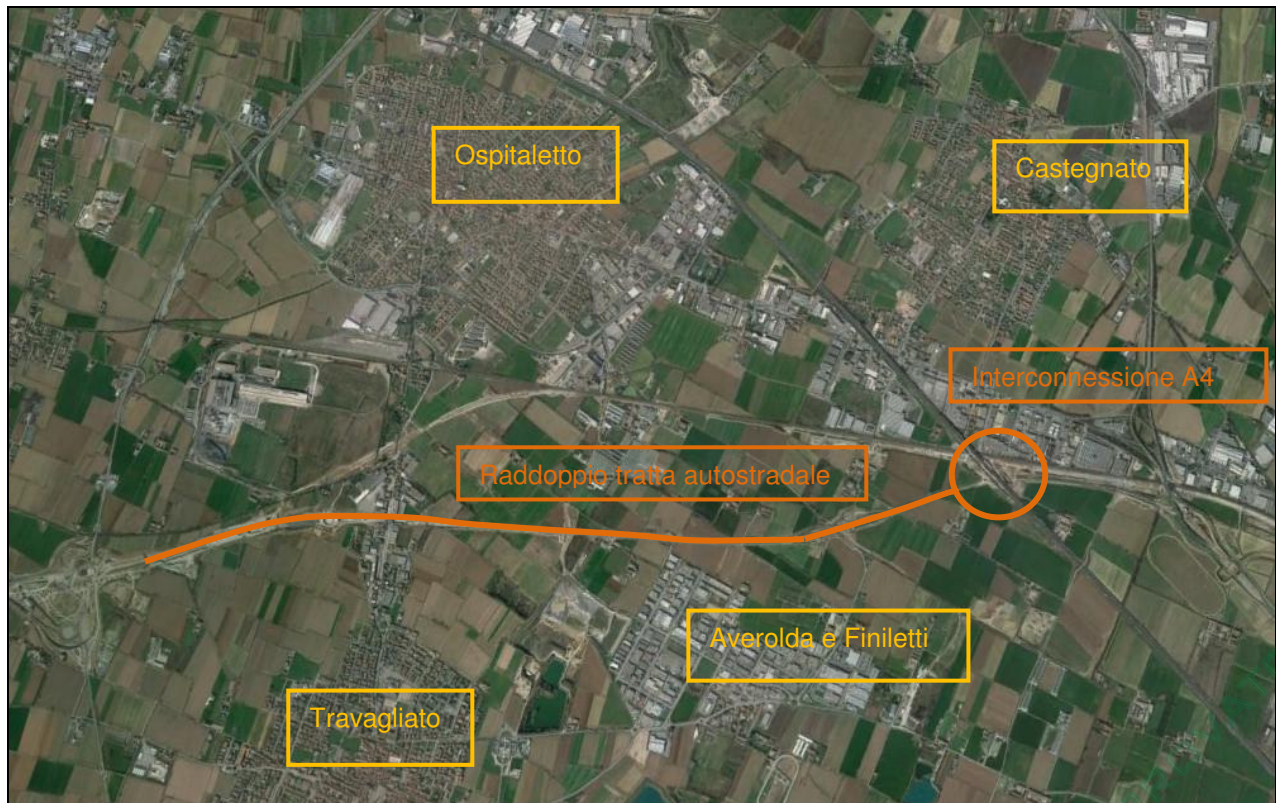 Ospitaletto
Castegnato
Interconnessione A4
Raddoppio tratta autostradale
Averolda e Finiletti
Travagliato